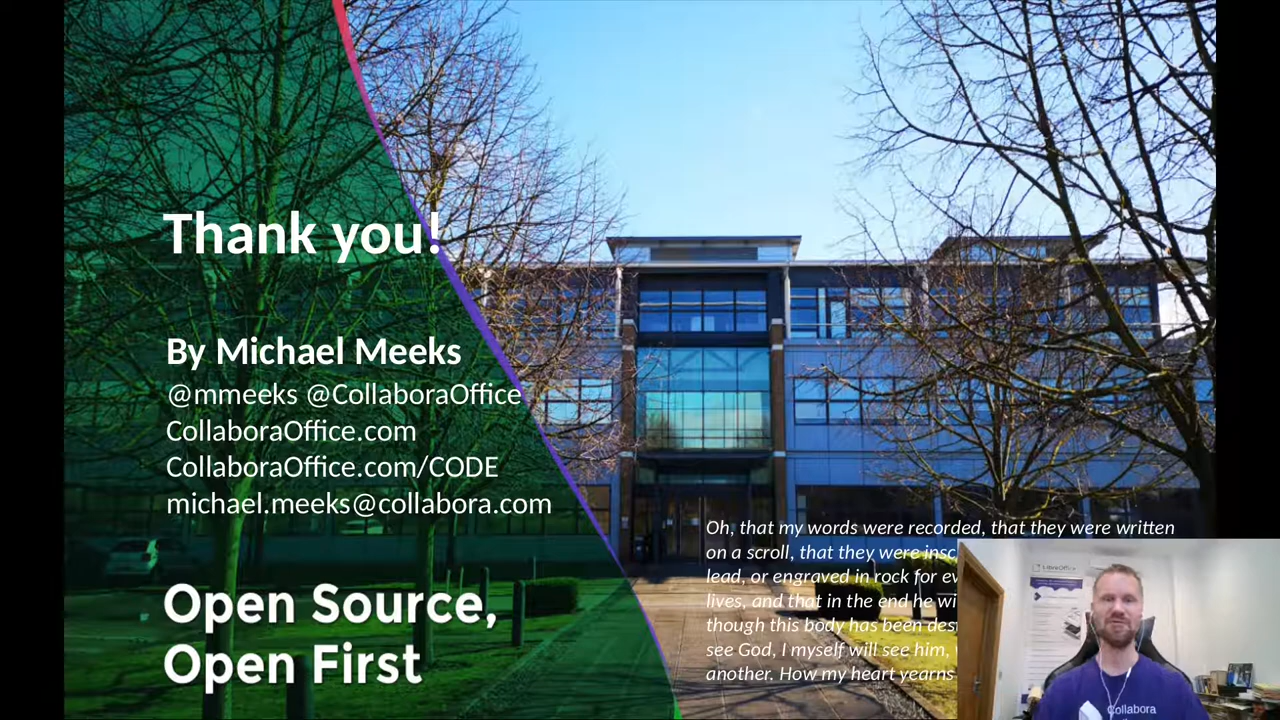 Thank you!
By Michael Meeks
@mmeeks @CollaboraOffice
CollaboraOffice.com
CollaboraOffice.com/CODE
michael.meeks@collabora.com
Open Source,
Open First
Oh, that my words were recorded, that they were written
on a scroll, that they were
lead, or engraved in rock for
lives, and that in the end he
though this body has been
see God, I myself will see him,
another. How my heart yearns
LibreOffice
Collabora